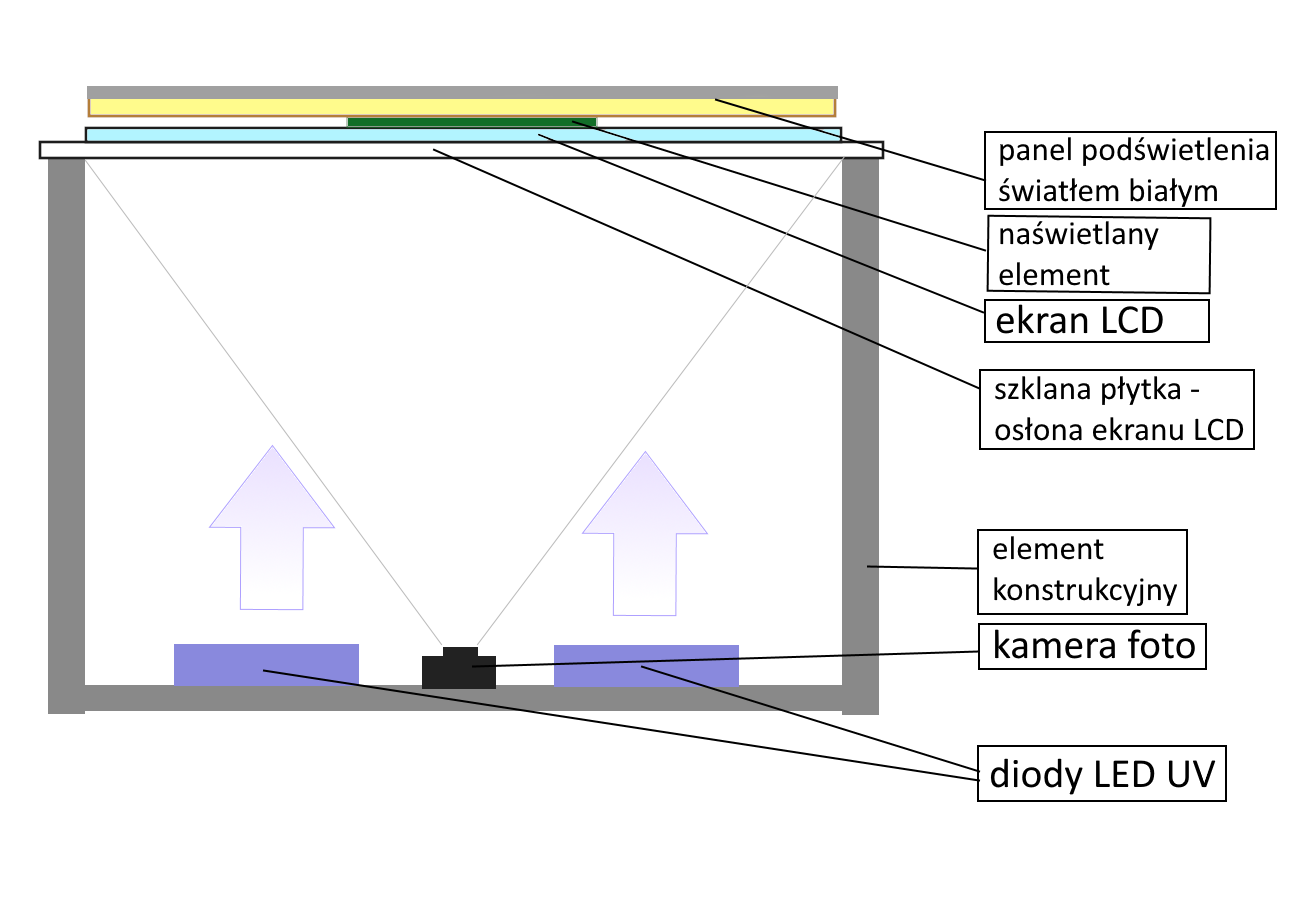 panel podświetlenia
światłem białym
naświetlany
element
ekran LCD
szklana płytka -
osłona ekranu LCD
element
konstrukcyjny
kamera foto
diody LED UV